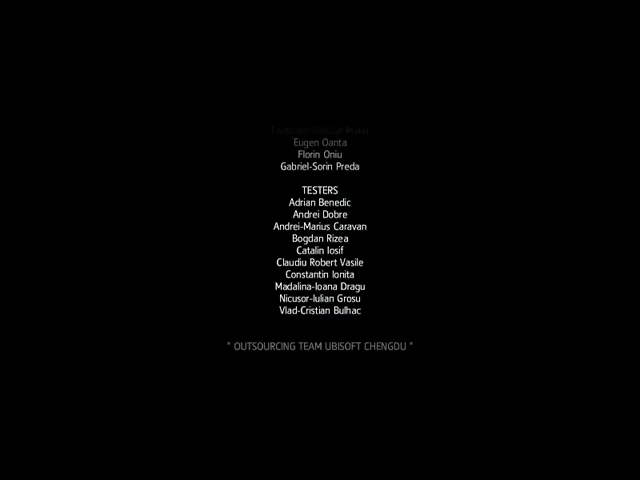 Eugen Oanta
Florin Oniu
Gabriel-Sorin Preda
TESTERS
Adrian Benedic
Andrei Dobre
Andrei-Marius Caravan
Bogdan Rizea
Catalin Iosif
Claudiu Robert Vasile
Constantin Ionita
Madalina-Ioana Dragu
Nicusor-Iulian Grosu
Vlad-Cristian Bulhac
* OUTSOURCING TEAM UBISOFT CHENGDU *